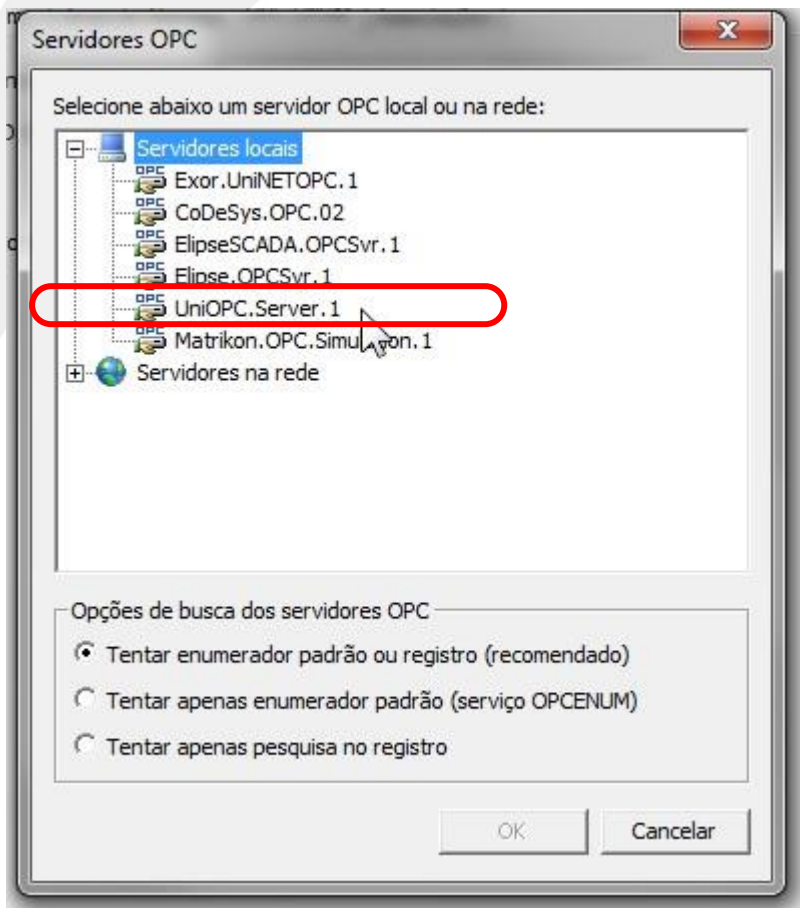 Servidores OPC
Selecione abaixo um servidor OPC local ou na rede:
Servidores locais
Exor.UniNETOPC.1
CoDeSys.OPC.02
ElipseSCADA.OPCSvr.1
Elipse.OPCSvr.1
UniOPC.Server.1
Matrikon.OPC.Simulation.1
Servidores na rede
Opções de busca dos servidores OPC
Tentar enumerador padrão ou registro (recomendado)
Tentar apenas enumerador padrão (serviço OPCENUM)
Tentar apenas pesquisa no registro
OK
Cancelar